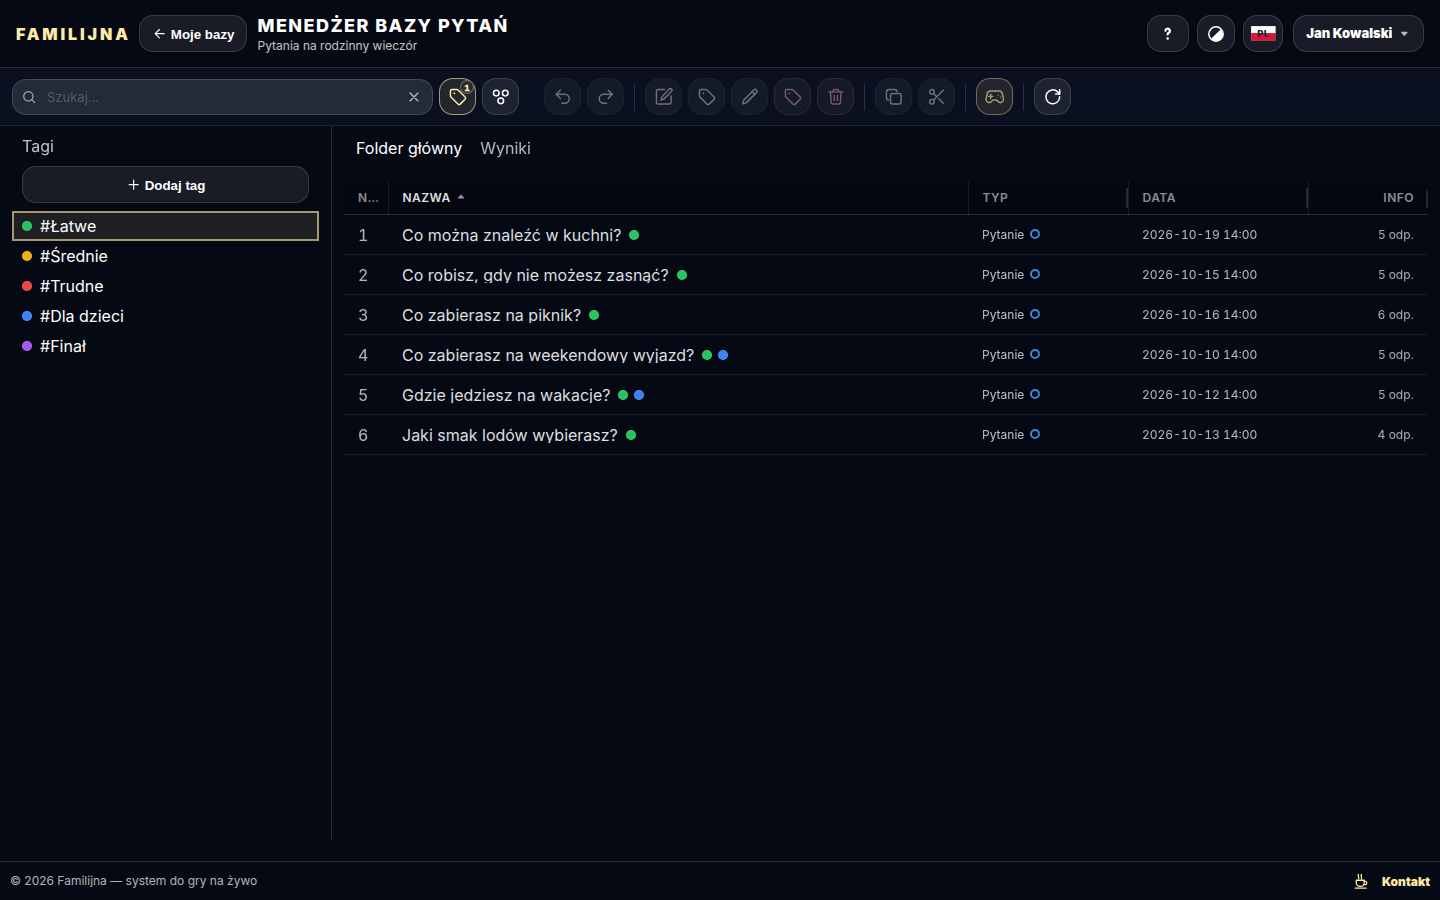 FAMILIJNA
Moje bazy
MENEDŻER BAZY PYTAŃ
Pytania na rodzinny wieczór
?
PL
Jan Kowalski
Szukaj...
1
Tagi
Dodaj tag
#Łatwe
#Średnie
#Trudne
#Dla dzieci
#Finał
Folder główny Wyniki
N... NAZWA TYP DATA INFO
1 Co można znaleźć w kuchni? Pytanie 2026-10-19 14:00 5 odp.
2 Co robisz, gdy nie możesz zasnąć? Pytanie 2026-10-15 14:00 5 odp.
3 Co zabierasz na piknik? Pytanie 2026-10-16 14:00 6 odp.
4 Co zabierasz na weekendowy wyjazd? Pytanie 2026-10-10 14:00 5 odp.
5 Gdzie jedziesz na wakacje? Pytanie 2026-10-12 14:00 5 odp.
6 Jaki smak lodów wybierasz? Pytanie 2026-10-13 14:00 4 odp.
© 2026 Familijna — system do gry na żywo
Kontakt